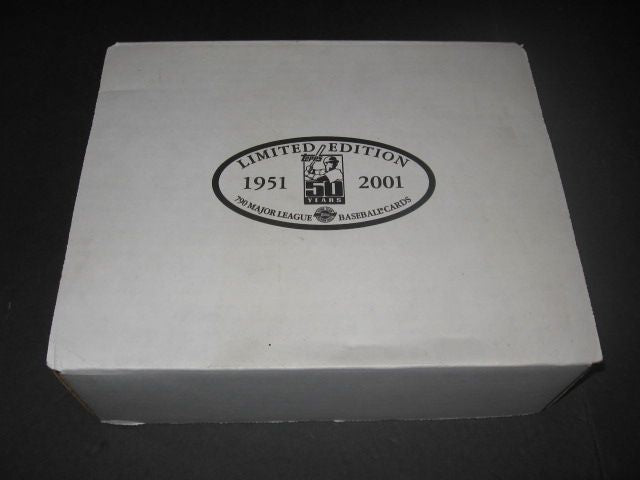 LIMITED EDITION
Topps
1951 50 2001
YEARS
790 MAJOR LEAGUE BASEBALL® CARDS